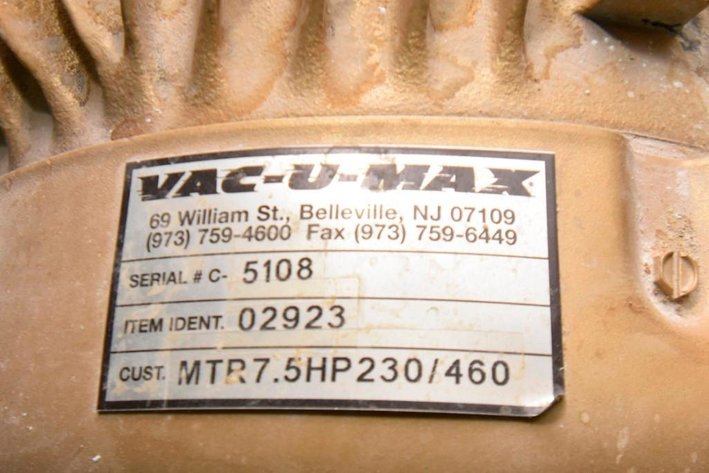 VAC-U-MAX
69 William St., Belleville, NJ 07109
(973) 759-4600 Fax (973) 759-6449
SERIAL # C- 5108
ITEM IDENT. 02923
CUST. MTR7.5HP230/460